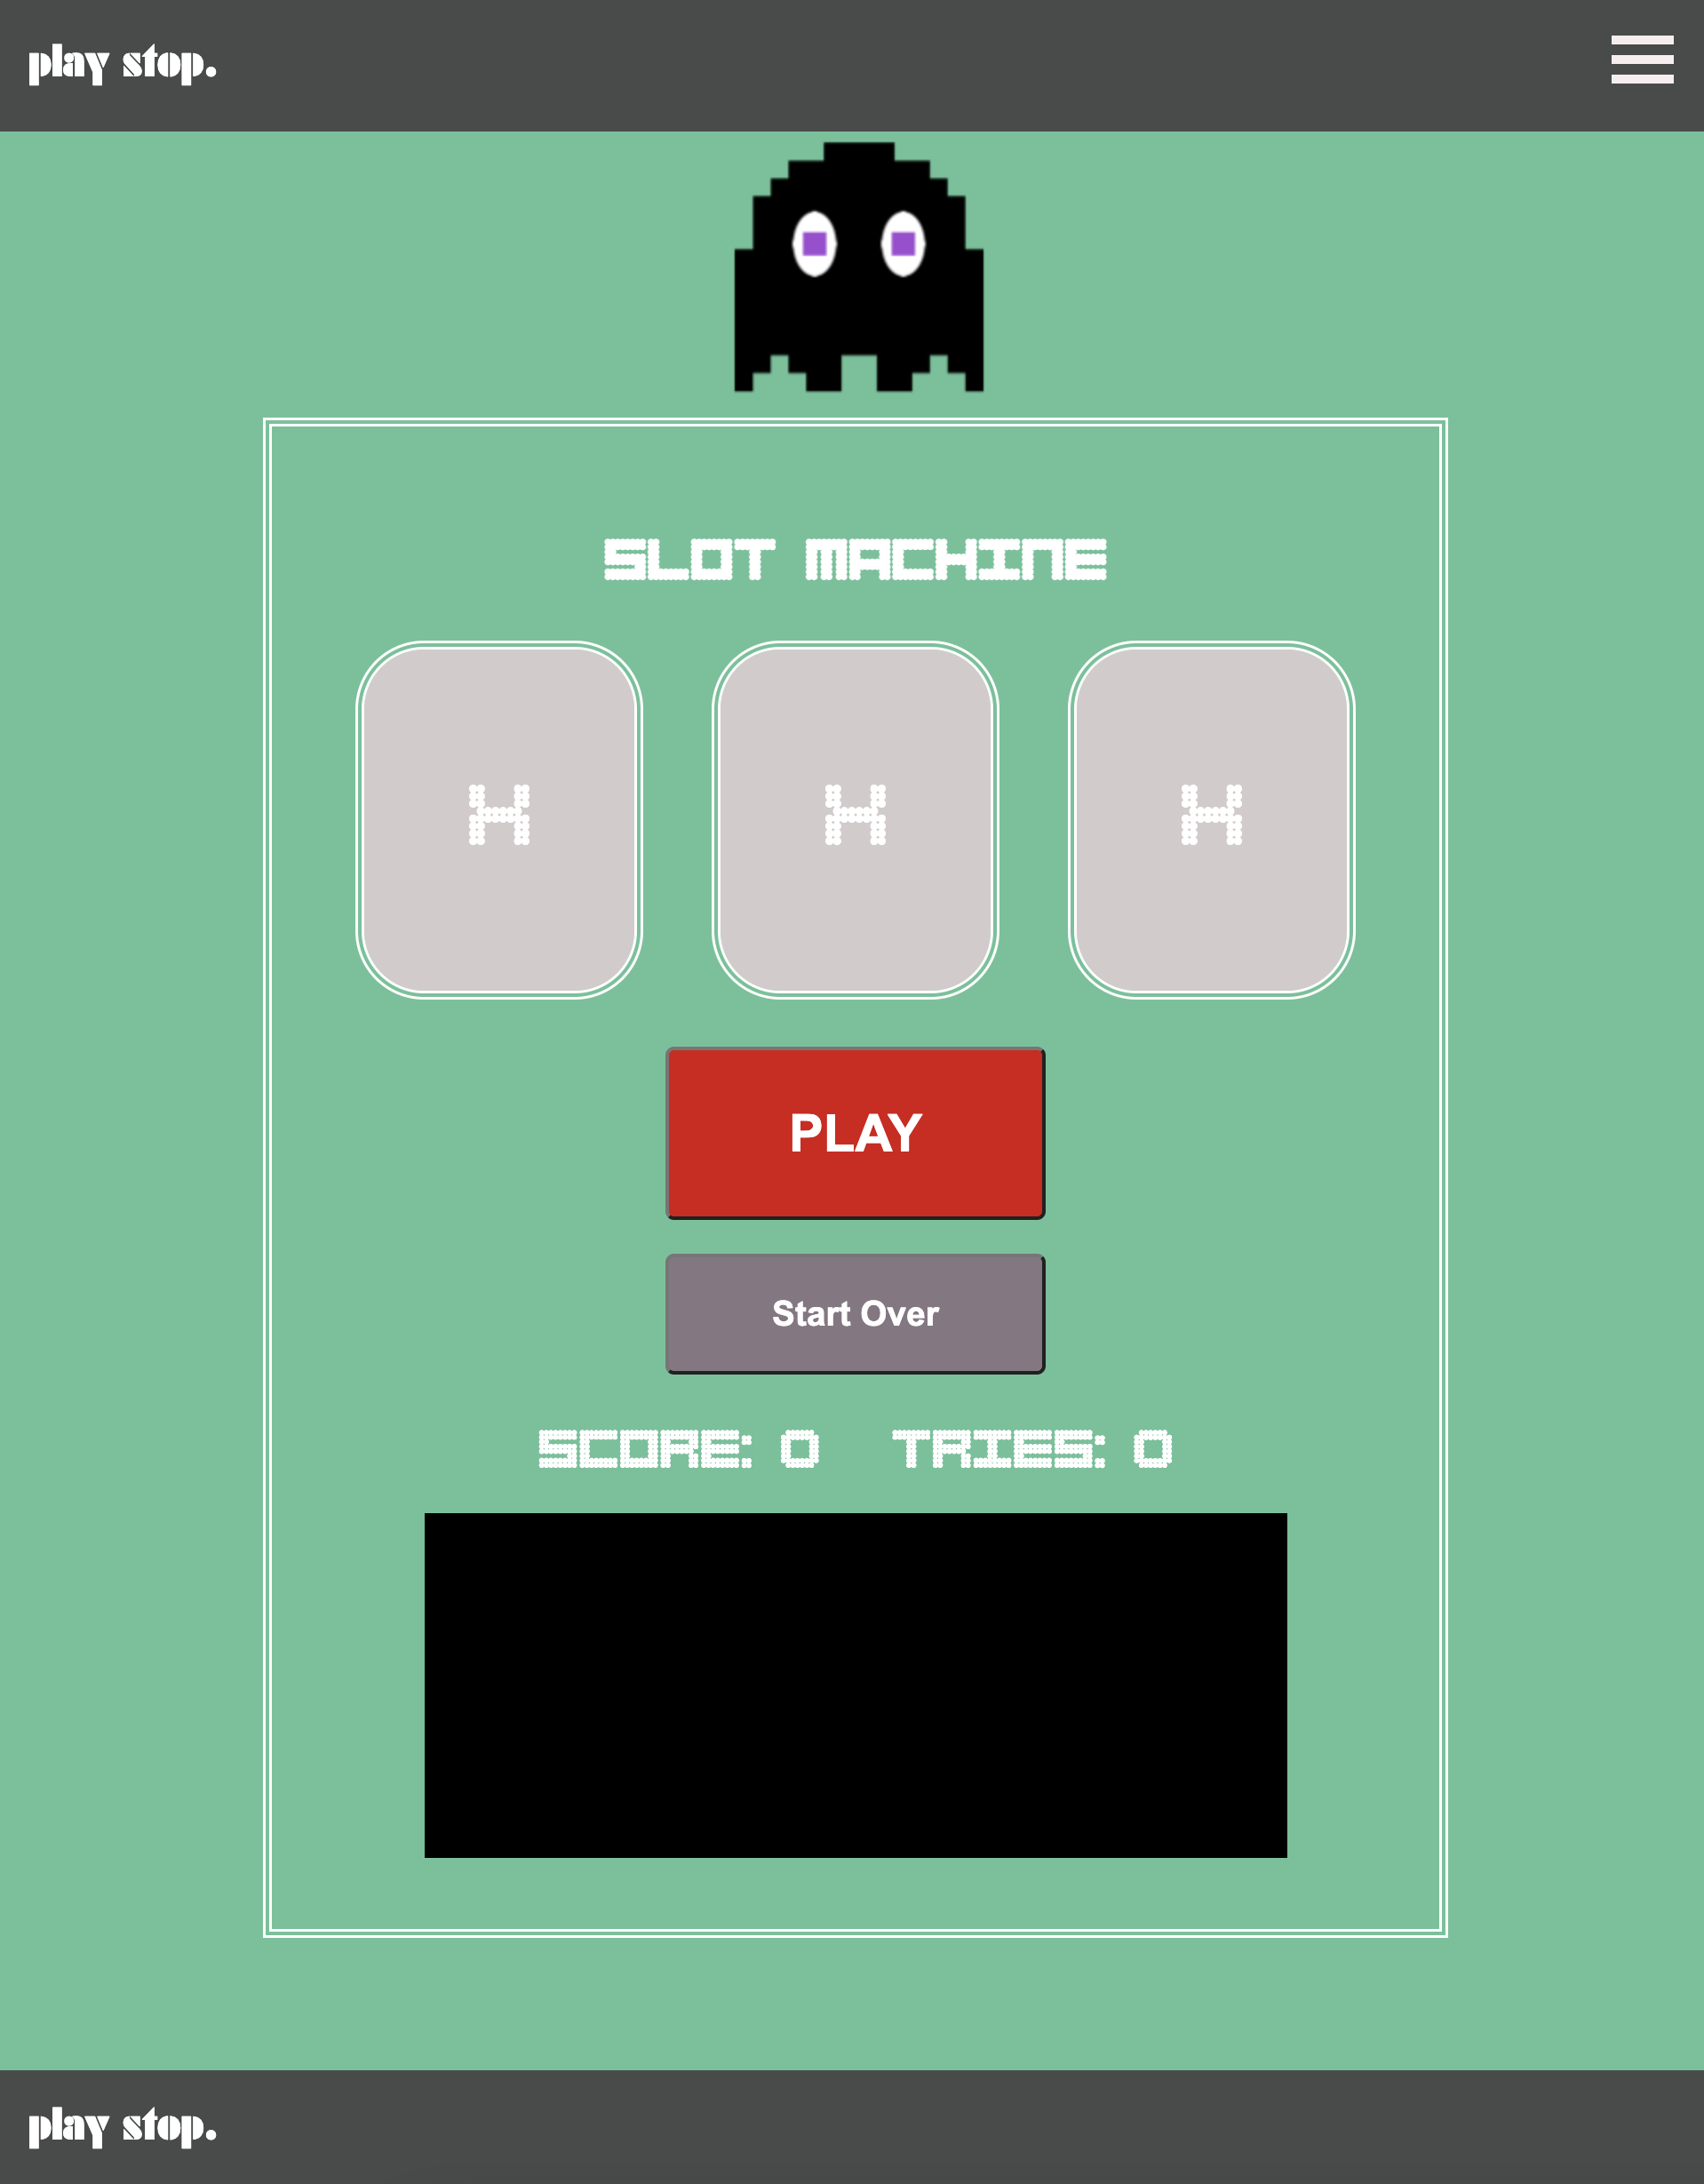 play stop.
SLOT MACHINE
X X X
PLAY
Start Over
SCORE: 0 TRIES: 0
play stop.